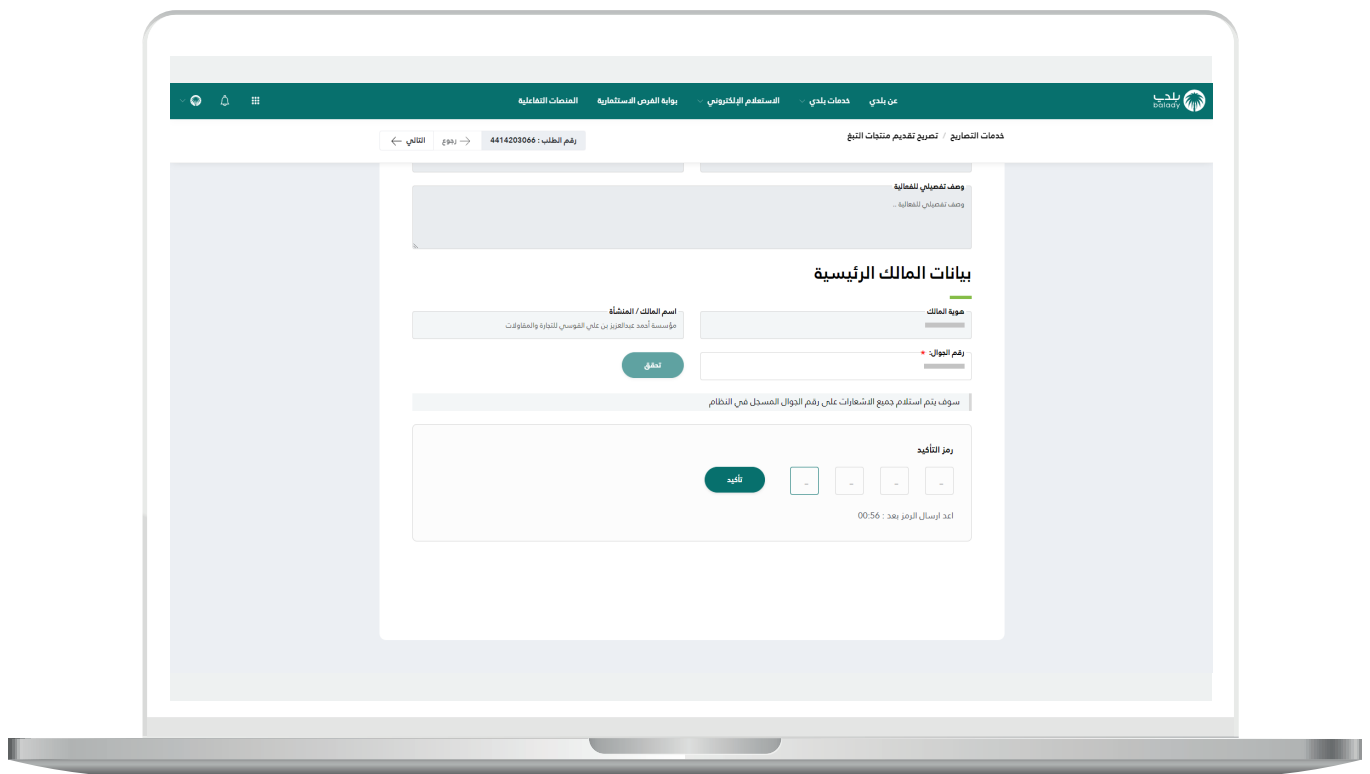 بلدي
balady
عن بلدي
خدمات بلدي
الاستعلام الإلكتروني
بوابة الفرص الاستثمارية
المنصات التفاعلية
خدمات التصاريح / تصريح تقديم منتجات التبغ
رقم الطلب : 4414203066
رجوع
التالي
وصف تفصيلي للفعالية
وصف تفصيلي للفعالية ..
بيانات المالك الرئيسية
هوية المالك
اسم المالك / المنشأة
مؤسسة أحمد عبدالعزيز بن علي القوسي للتجارة والمقاولات
رقم الجوال: *
تحقق
سوف يتم استلام جميع الاشعارات على رقم الجوال المسجل في النظام
رمز التأكيد
_ _ _ _
تأكيد
اعد ارسال الرمز بعد : 00:56